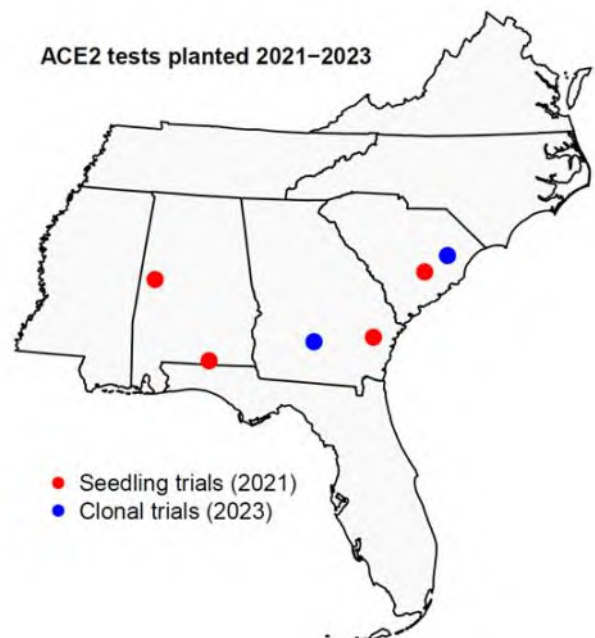 ACE2 tests planted 2021−2023
Seedling trials (2021)
Clonal trials (2023)